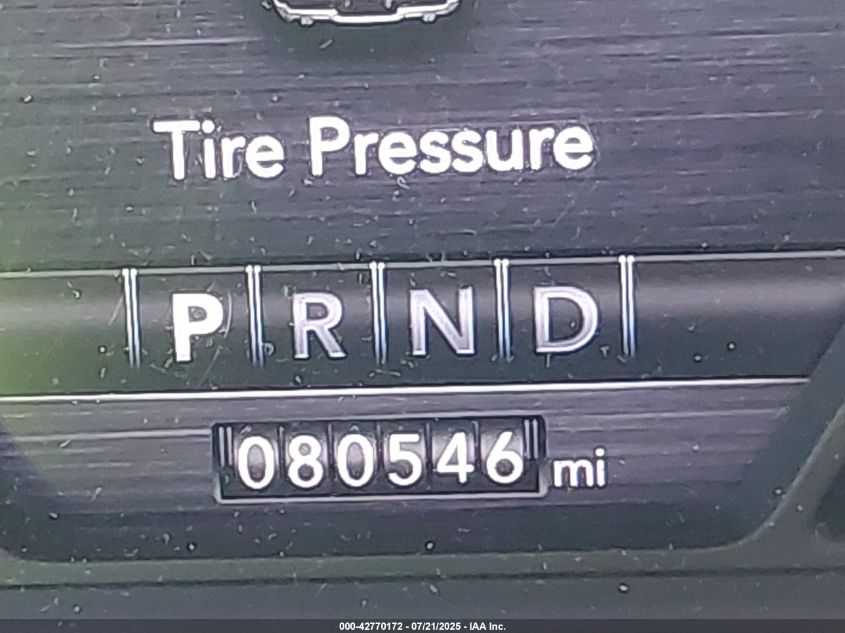 Tire Pressure
P R N D
080546 mi
000-42770172 - 07/21/2025 - IAA Inc.